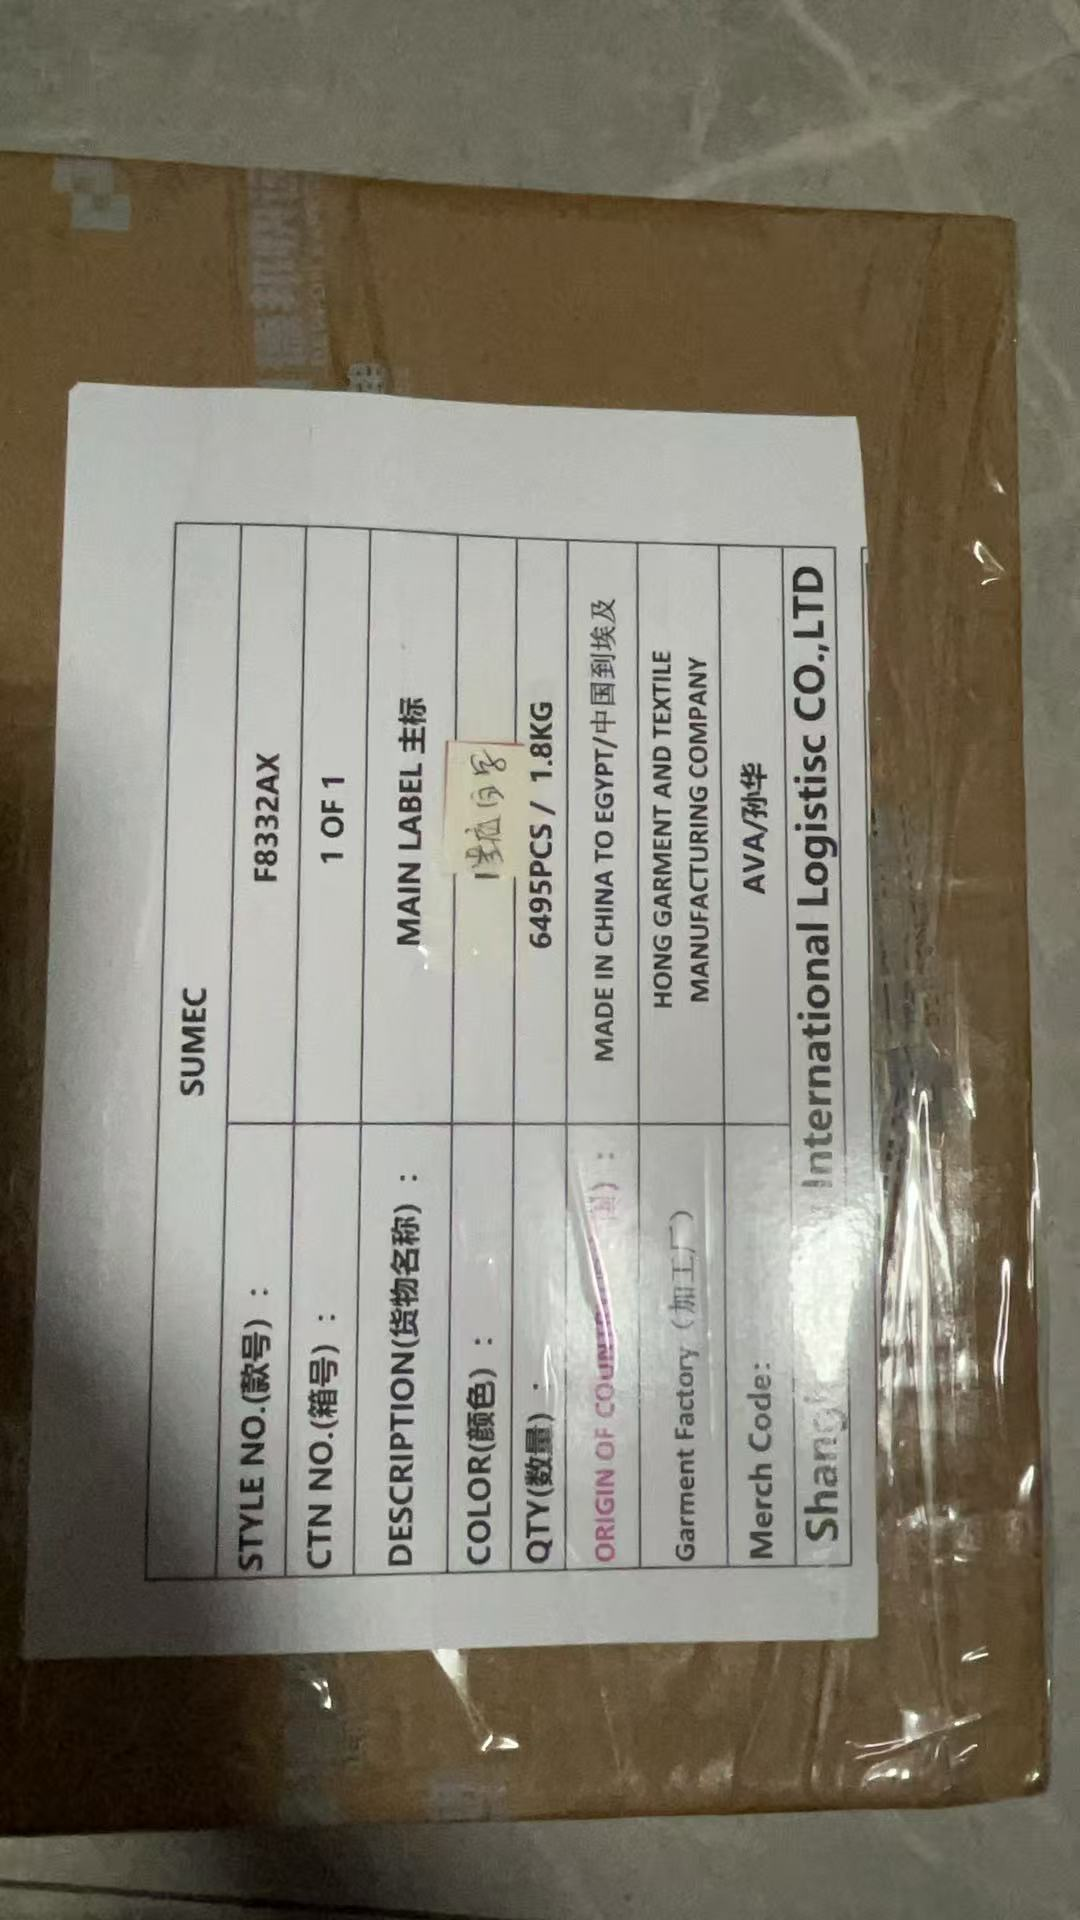 SUMEC
STYLE NO.(款号) : F8332AX
CTN NO.(箱号) : 1 OF 1
DESCRIPTION(货物名称) : MAIN LABEL 主标
COLOR(颜色) :
QTY(数量) : 6495PCS / 1.8KG
ORIGIN OF MADE IN CHINA TO EGYPT/中国到埃及
Garment Factory (加工厂) HONG GARMENT AND TEXTILE
MANUFACTURING COMPANY
Merch Code: AVA/孙华
International Logistisc CO.,LTD